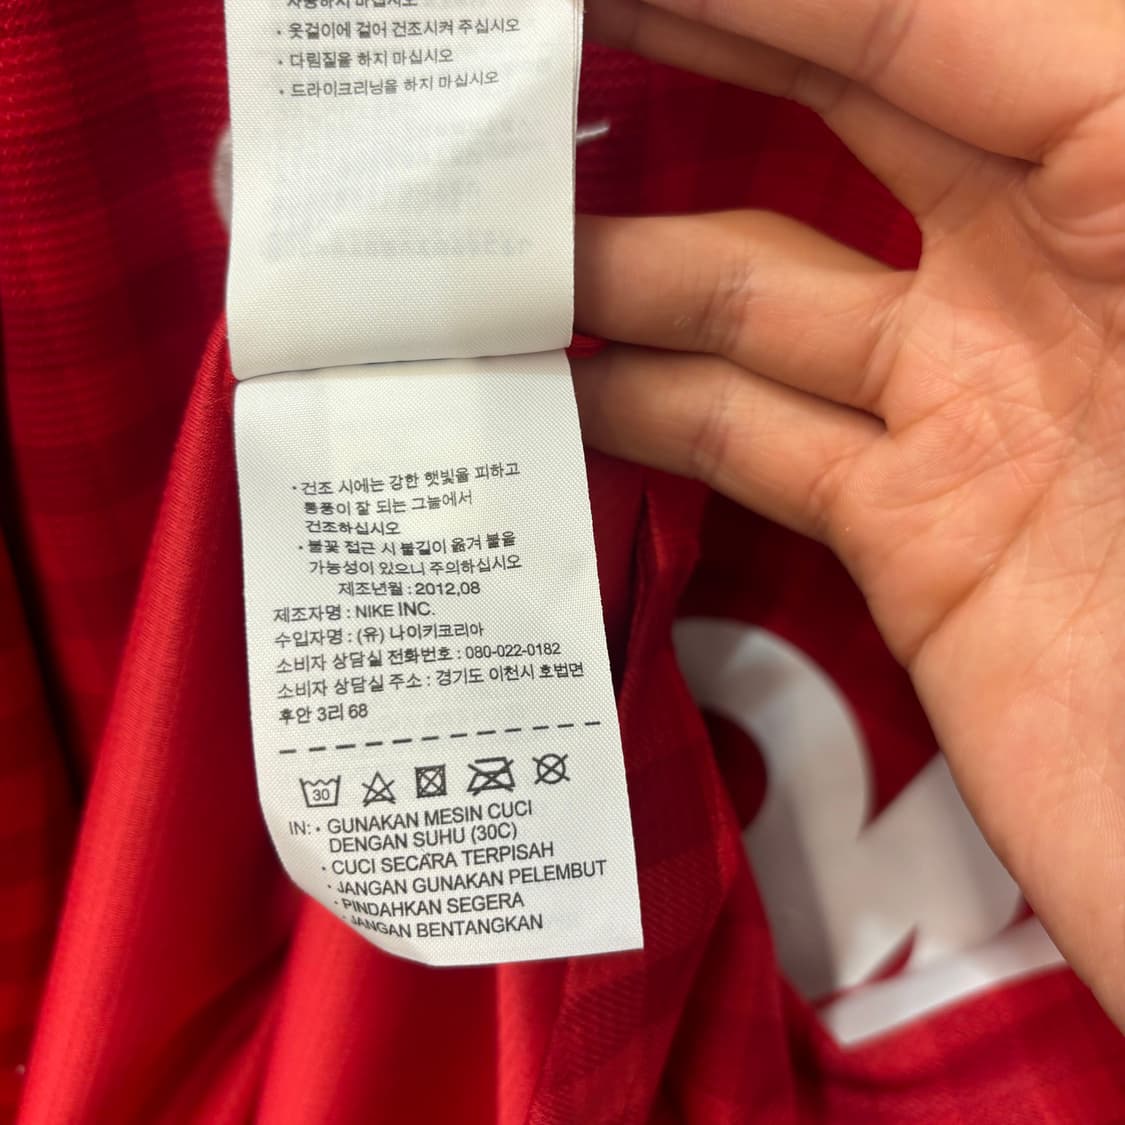 사용하지 마십시오
· 옷걸이에 걸어 건조시켜 주십시오
· 다림질을 하지 마십시오
· 드라이크리닝을 하지 마십시오
· 건조 시에는 강한 햇빛을 피하고
통풍이 잘 되는 그늘에서
건조하십시오
· 불꽃 접근 시 불길이 옮겨 붙을
가능성이 있으니 주의하십시오
제조년월 : 2012,08
제조자명 : NIKE INC.
수입자명 : (유) 나이키코리아
소비자 상담실 전화번호 : 080-022-0182
소비자 상담실 주소 : 경기도 이천시 호법면
후안 3리 68
30
IN: · GUNAKAN MESIN CUCI
DENGAN SUHU (30C)
· CUCI SECARA TERPISAH
· JANGAN GUNAKAN PELEMBUT
· PINDAHKAN SEGERA
· JANGAN BENTANGKAN